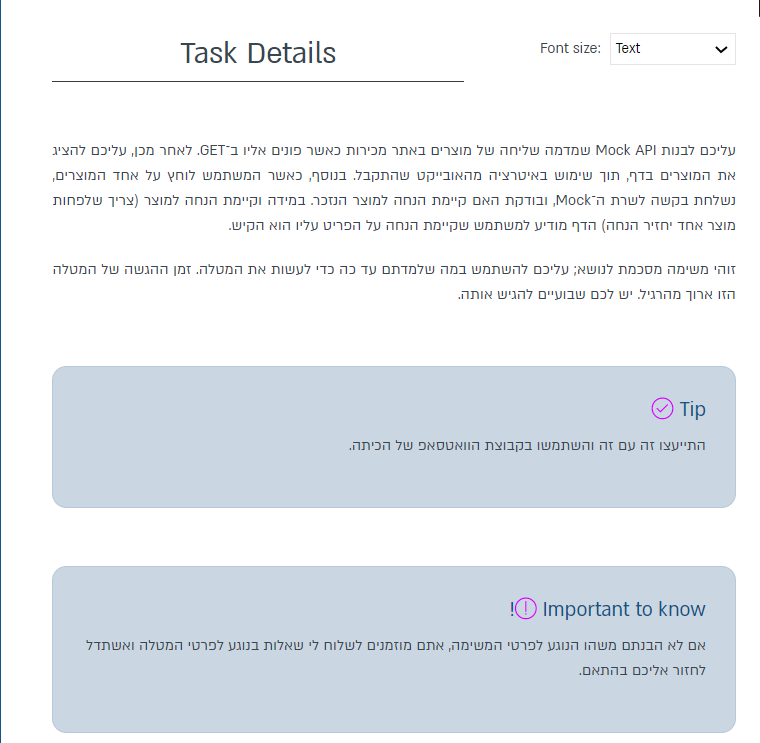 Task Details
Font size: Text
עליכם לבנות Mock API שמדמה שליחה של מוצרים באתר מכירות כאשר פונים אליו ב־GET. לאחר מכן, עליכם להציג
את המוצרים בדף, תוך שימוש באיטרציה מהאובייקט שהתקבל. בנוסף, כאשר המשתמש לוחץ על אחד המוצרים,
נשלחת בקשה לשרת ה־Mock, ובודקת האם קיימת הנחה למוצר הנזכר. במידה וקיימת הנחה למוצר (צריך שלפחות
מוצר אחד יחזיר הנחה) הדף מודיע למשתמש שקיימת הנחה על הפריט עליו הוא הקיש.
זוהי משימה מסכמת לנושא; עליכם להשתמש במה שלמדתם עד כה כדי לעשות את המטלה. זמן ההגשה של המטלה
הזו ארוך מהרגיל. יש לכם שבועיים להגיש אותה.
Tip
התייעצו זה עם זה והשתמשו בקבוצת הוואטסאפ של הכיתה.
Important to know!
אם לא הבנתם משהו הנוגע לפרטי המשימה, אתם מוזמנים לשלוח לי שאלות בנוגע לפרטי המטלה ואשתדל
לחזור אליכם בהתאם.